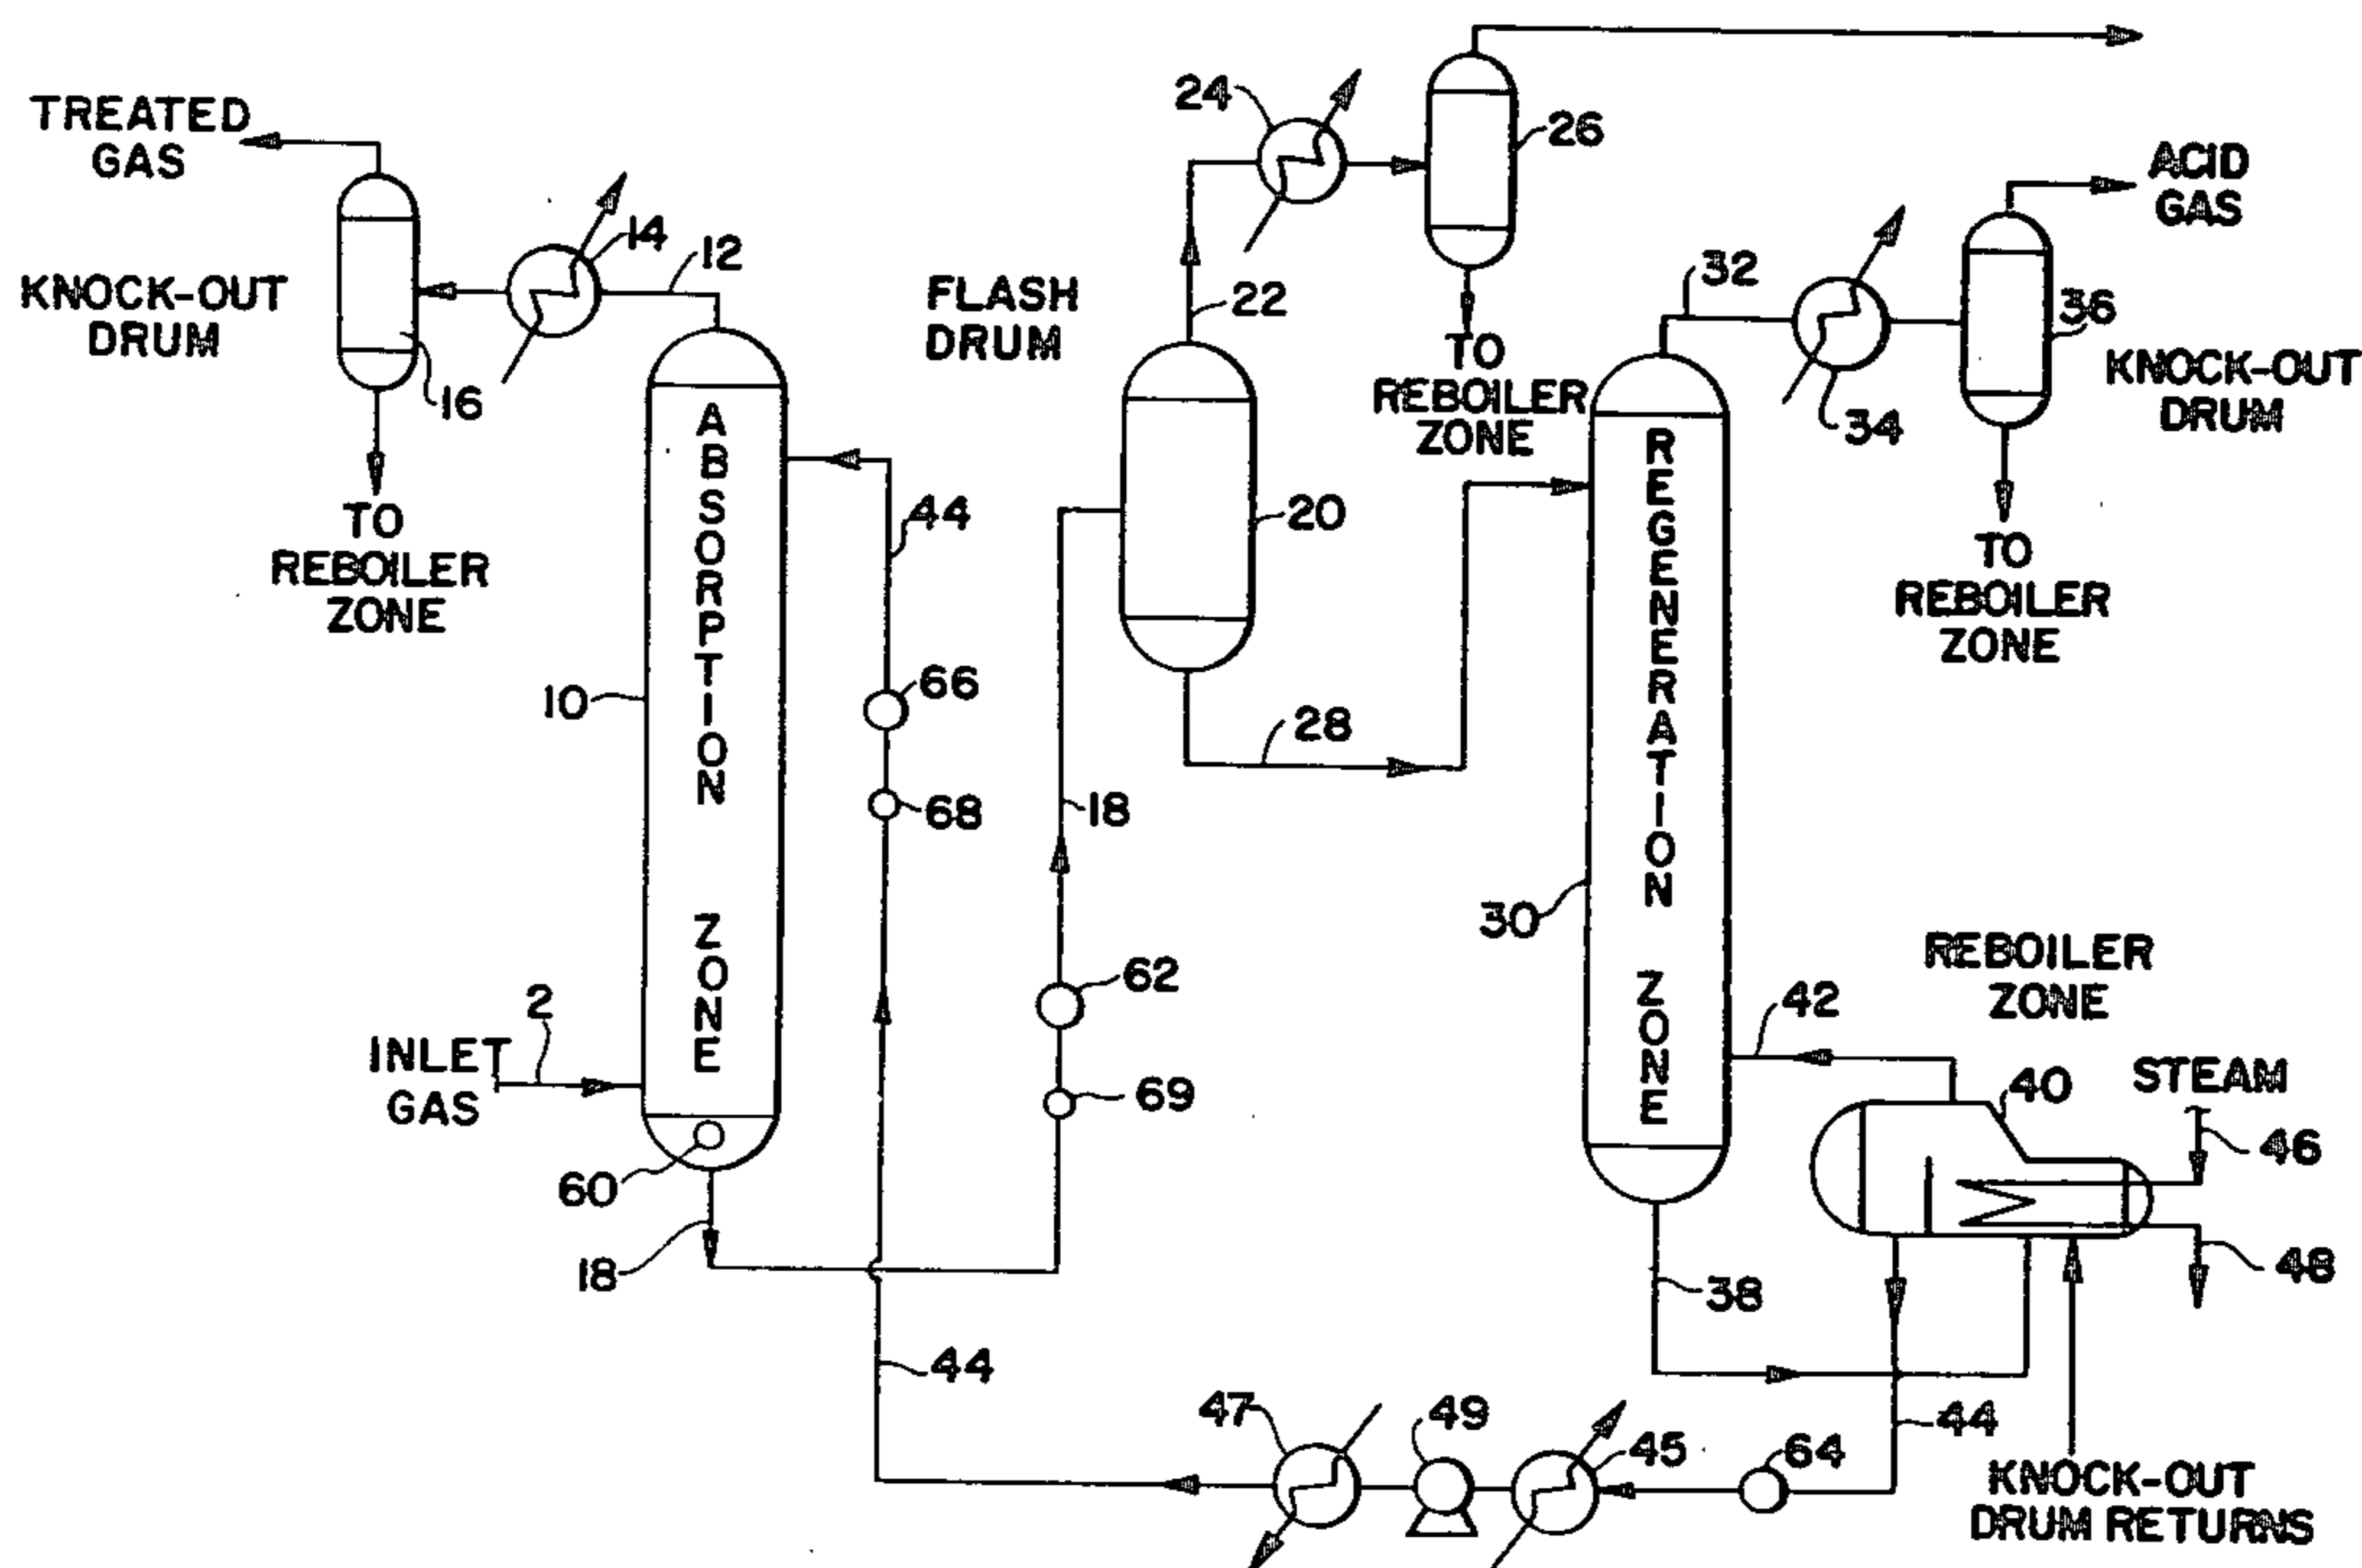 TREATED
GAS
KNOCK-OUT
DRUM
16
TO
REBOILER
ZONE
14
12
FLASH
DRUM
24
26
22
TO
REBOILER
ZONE
ACID
GAS
32
36
KNOCK-OUT
DRUM
34
TO
REBOILER
ZONE
ABSORPTION ZONE
10
44
66
68
20
28
18
REGENERATION ZONE
30
62
69
INLET
GAS
2
60
18
REBOILER
ZONE
42
40
STEAM
46
48
38
44
44
47
49
45
64
KNOCK-OUT
DRUM RETURNS